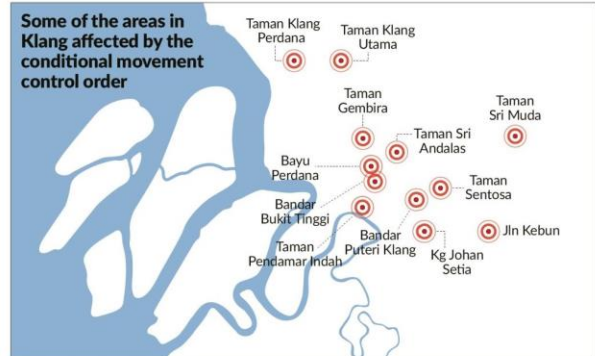 Some of the areas in
Klang affected by the
conditional movement
control order
Taman Klang
Perdana
Taman Klang
Utama
Taman
Gembira
Taman
Sri Muda
Taman Sri
Andalas
Bayu
Perdana
Taman
Sentosa
Bandar
Bukit Tinggi
Taman
Pendamar Indah
Bandar
Puteri Klang
Kg Johan
Setia
Jln Kebun